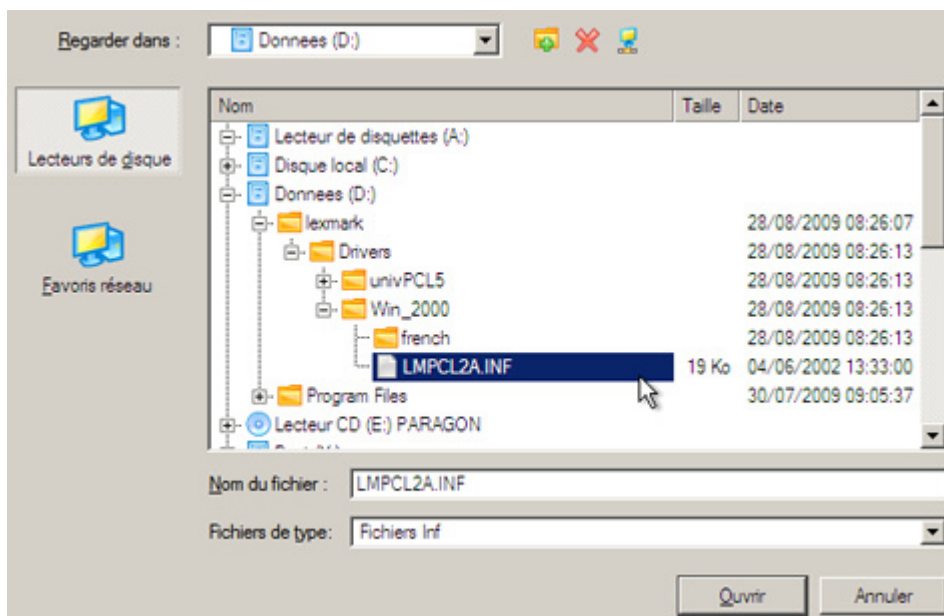 Regarder dans : Donnees (D:)
Nom Taille Date
Lecteur de disquettes (A:)
Disque local (C:)
Donnees (D:)
lexmark 28/08/2009 08:26:07
Drivers 28/08/2009 08:26:13
univPCL5 28/08/2009 08:26:13
Win_2000 28/08/2009 08:26:13
french 28/08/2009 08:26:13
LMPCL2A.INF 19 Ko 04/06/2002 13:33:00
Program Files 30/07/2009 09:05:37
Lecteur CD (E:) PARAGON
Lecteurs de disque
Favoris réseau
Nom du fichier : LMPCL2A.INF
Fichiers de type: Fichiers Inf
Ouvrir Annuler